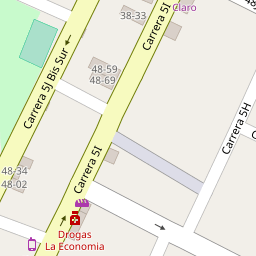 38-33
Claro
Carrera 5I
Carrera 5J Bis Sur
48-59
48-69
Carrera 5H
48-34
48-02
Carrera 5I
Drogas
La Economia